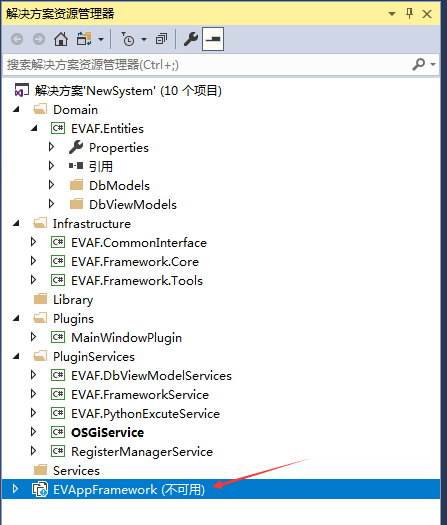 解决方案资源管理器
搜索解决方案资源管理器(Ctrl+;)
解决方案'NewSystem' (10 个项目)
Domain
EVAF.Entities
Properties
引用
DbModels
DbViewModels
Infrastructure
EVAF.CommonInterface
EVAF.Framework.Core
EVAF.Framework.Tools
Library
Plugins
MainWindowPlugin
PluginServices
EVAF.DbViewModelServices
EVAF.FrameworkService
EVAF.PythonExcuteService
OSGiService
RegisterManagerService
Services
EVAppFramework (不可用)